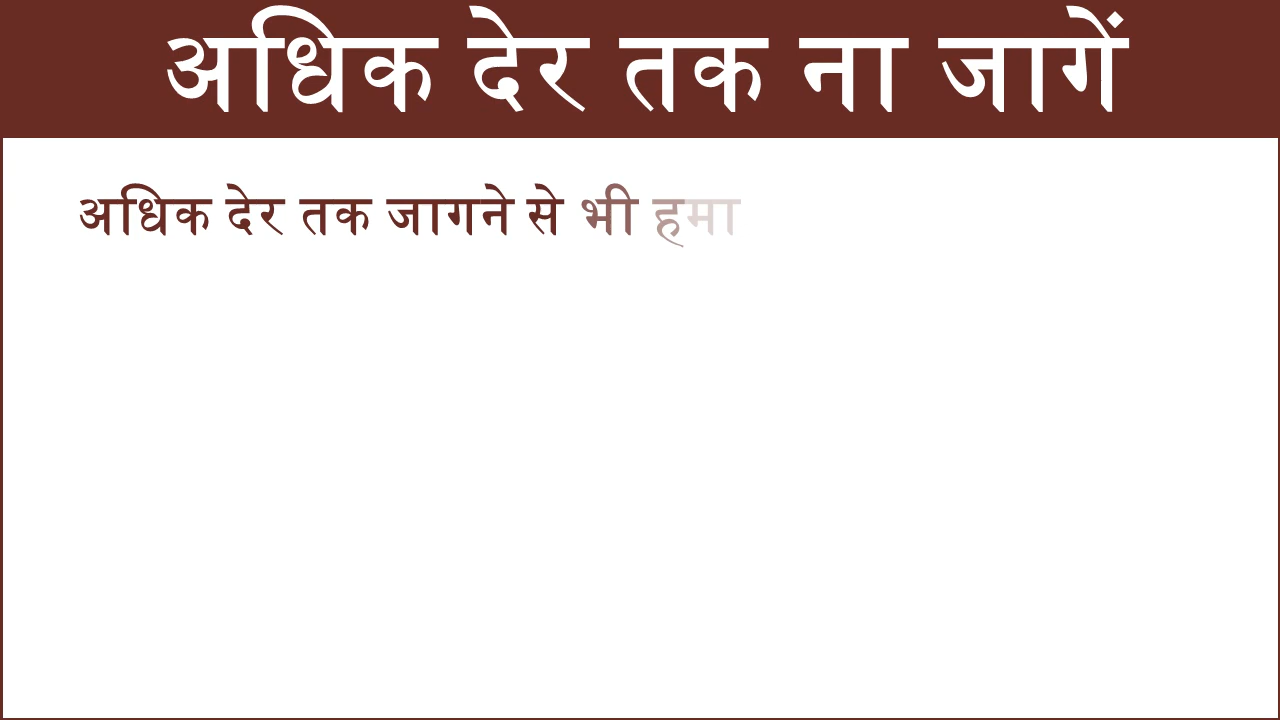 अधिक देर तक ना जागें
अधिक देर तक जागने से भी हमा